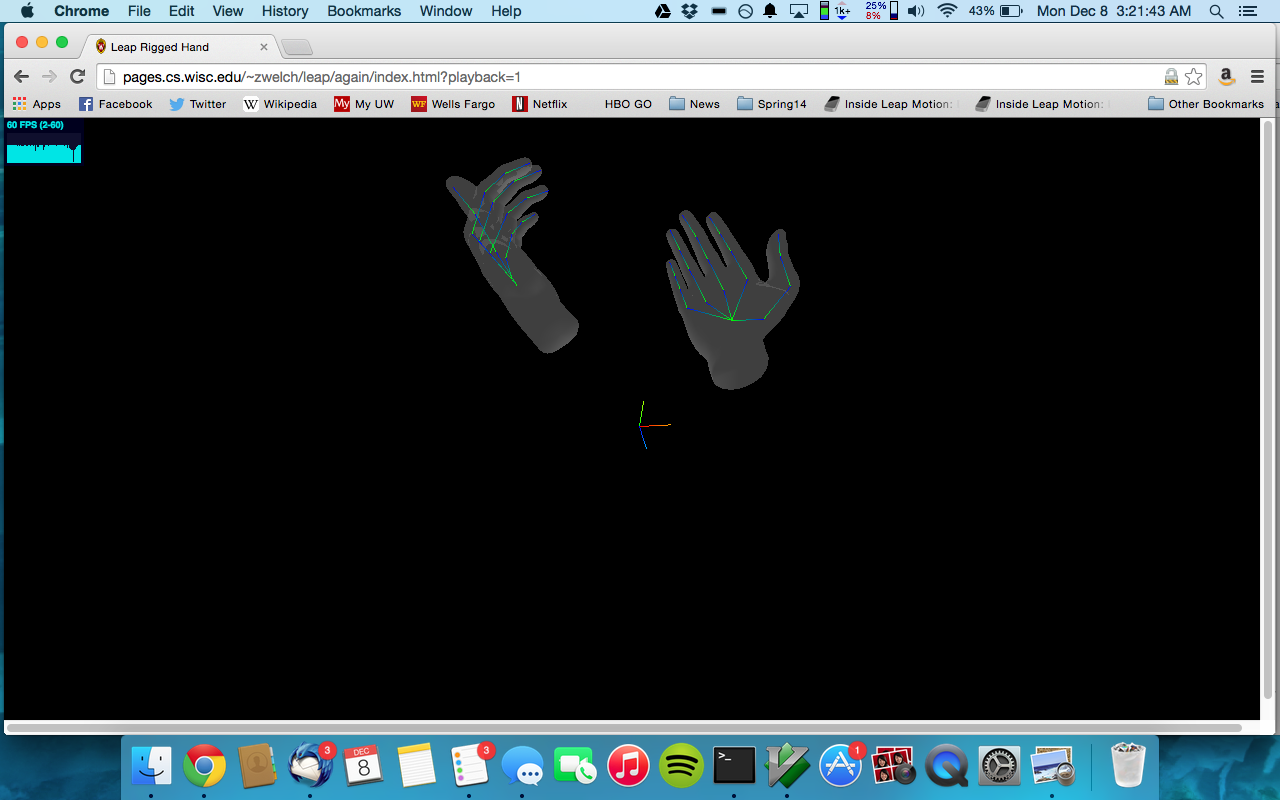 Chrome File Edit View History Bookmarks Window Help 1k+ 25% 8% 43% Mon Dec 8 3:21:43 AM
Leap Rigged Hand
pages.cs.wisc.edu/~zwelch/leap/again/index.html?playback=1
Apps Facebook Twitter W Wikipedia My My UW WF Wells Fargo N Netflix HBO GO News Spring14 Inside Leap Motion: Inside Leap Motion: Other Bookmarks
60 FPS (2-60)
3 DEC 8 3 >_ 1